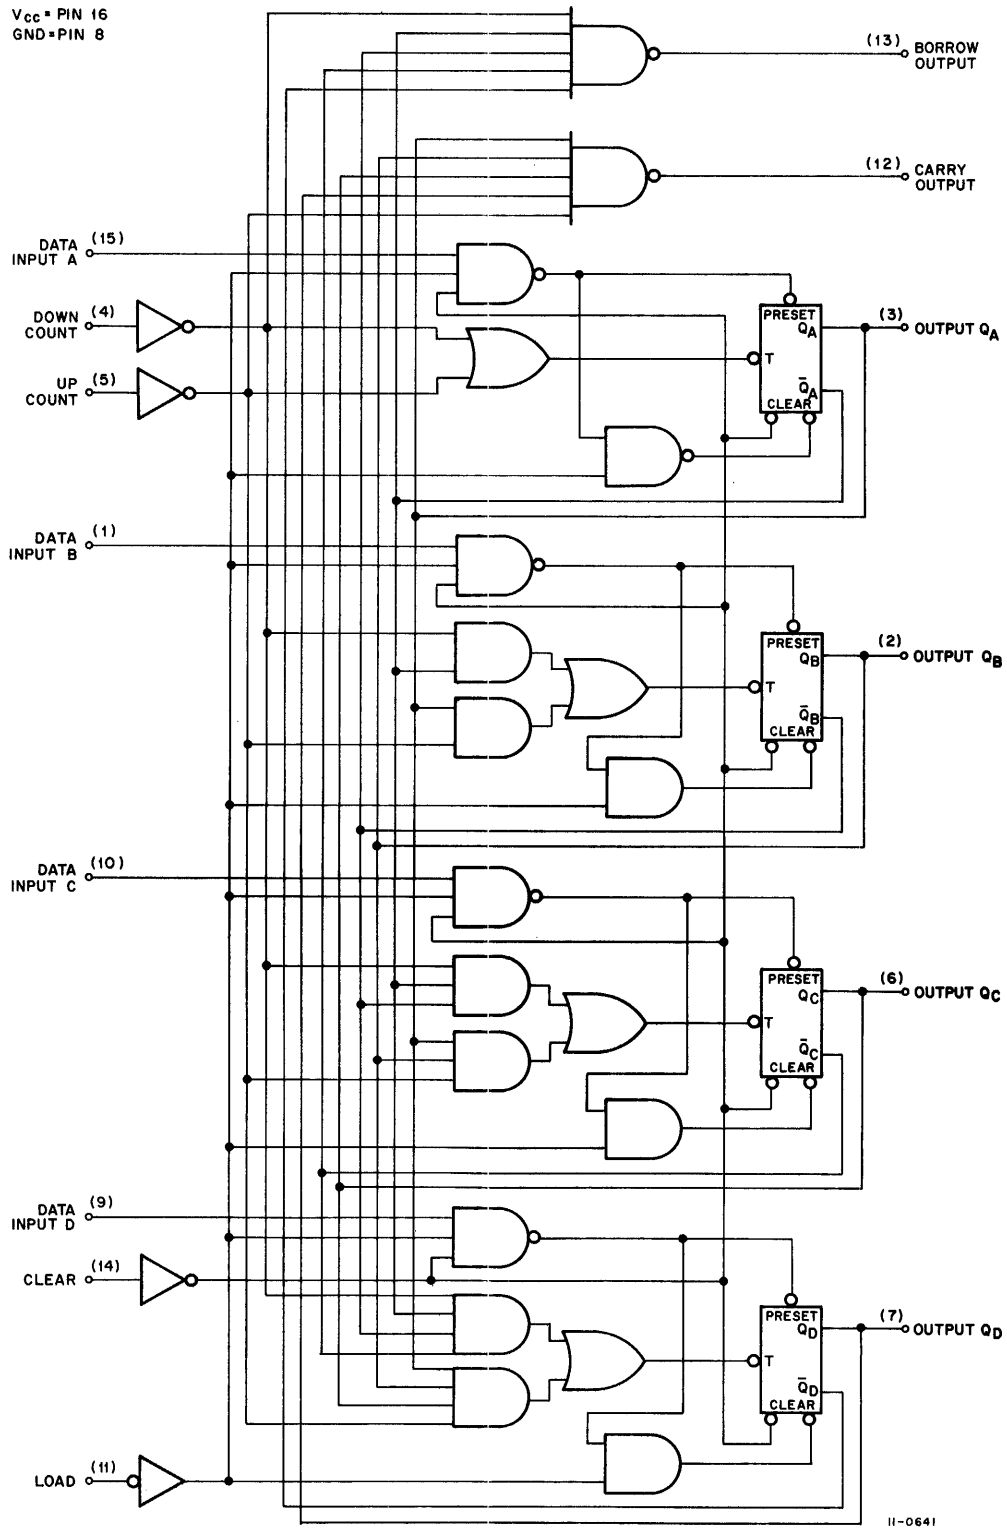 VCC = PIN 16
GND = PIN 8
(13)
BORROW
OUTPUT
(12)
CARRY
OUTPUT
DATA
INPUT A
(15)
DOWN
COUNT
(4)
PRESET
QA
(3)
OUTPUT QA
T
UP
COUNT
(5)
Q̅A
CLEAR
DATA
INPUT B
(1)
PRESET
QB
(2)
OUTPUT QB
T
Q̅B
CLEAR
DATA
INPUT C
(10)
PRESET
QC
(6)
OUTPUT QC
T
Q̅C
CLEAR
DATA
INPUT D
(9)
CLEAR
(14)
PRESET
QD
(7)
OUTPUT QD
T
Q̅D
CLEAR
LOAD
(11)
11-0641